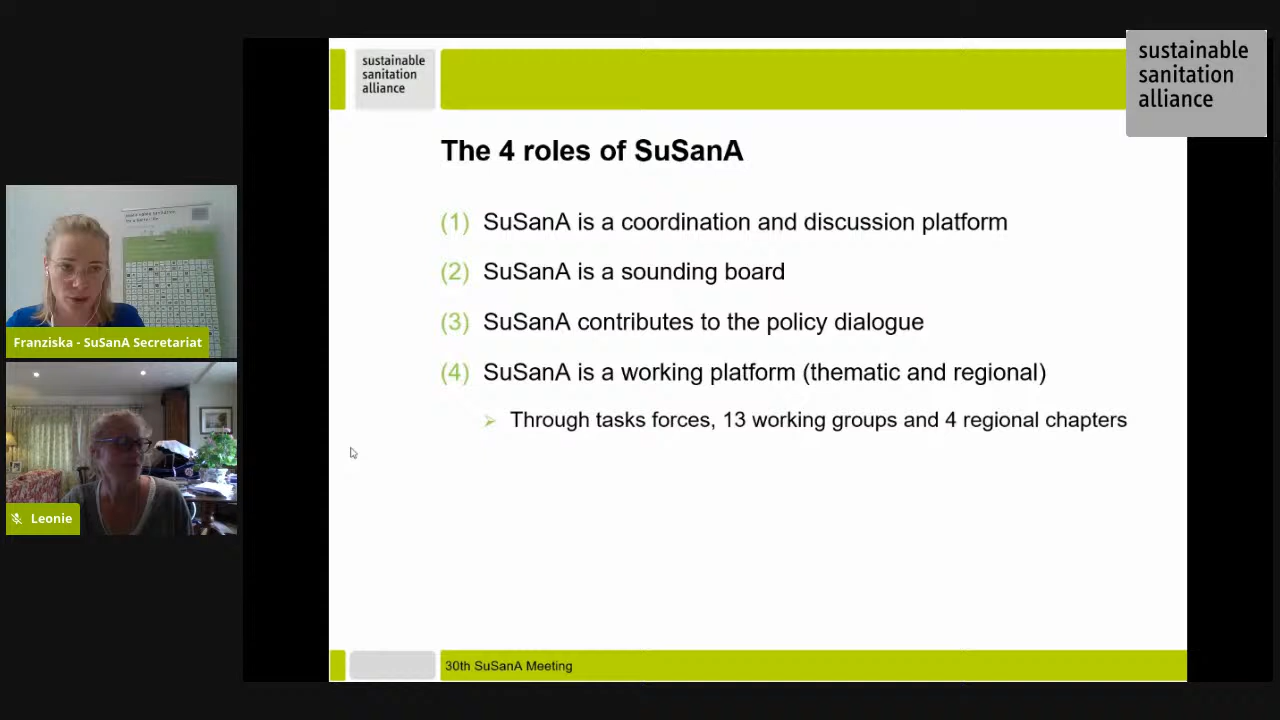 sustainable
sanitation
alliance
sustainable
sanitation
alliance
The 4 roles of SuSanA
(1) SuSanA is a coordination and discussion platform
(2) SuSanA is a sounding board
(3) SuSanA contributes to the policy dialogue
(4) SuSanA is a working platform (thematic and regional)
Through tasks forces, 13 working groups and 4 regional chapters
Franziska - SuSanA Secretariat
Leonie
30th SuSanA Meeting